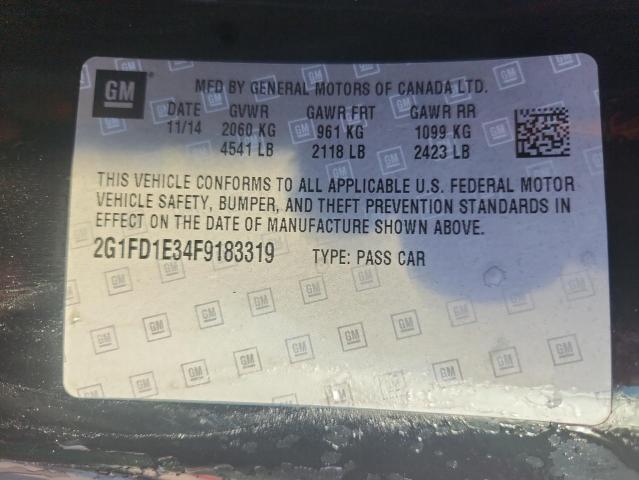 GM
MFD BY GENERAL MOTORS OF CANADA LTD.
DATE GVWR GAWR FRT GAWR RR
11/14 2060 KG 961 KG 1099 KG
4541 LB 2118 LB 2423 LB
THIS VEHICLE CONFORMS TO ALL APPLICABLE U.S. FEDERAL MOTOR
VEHICLE SAFETY, BUMPER, AND THEFT PREVENTION STANDARDS IN
EFFECT ON THE DATE OF MANUFACTURE SHOWN ABOVE.
2G1FD1E34F9183319 TYPE: PASS CAR